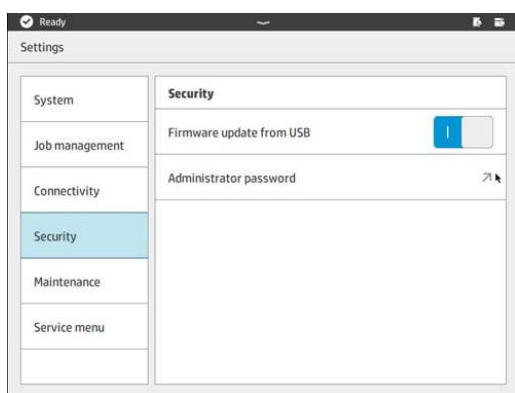 Ready
Settings
System
Job management
Connectivity
Security
Maintenance
Service menu
Security
Firmware update from USB
Administrator password